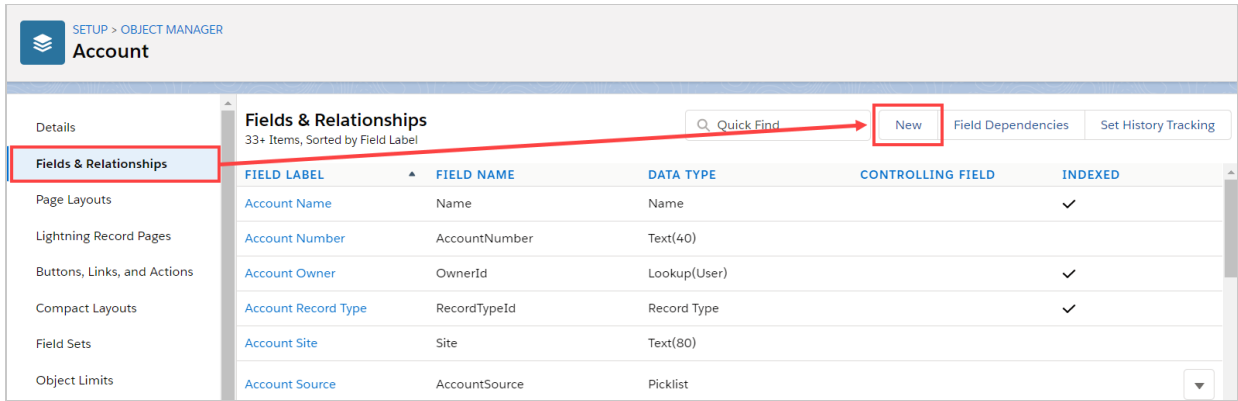 SETUP > OBJECT MANAGER
Account
Details
Fields & Relationships
Page Layouts
Lightning Record Pages
Buttons, Links, and Actions
Compact Layouts
Field Sets
Object Limits
Fields & Relationships
33+ Items, Sorted by Field Label
Quick Find
New
Field Dependencies
Set History Tracking
FIELD LABEL FIELD NAME DATA TYPE CONTROLLING FIELD INDEXED
Account Name Name Name
Account Number AccountNumber Text(40)
Account Owner OwnerId Lookup(User)
Account Record Type RecordTypeId Record Type
Account Site Site Text(80)
Account Source AccountSource Picklist